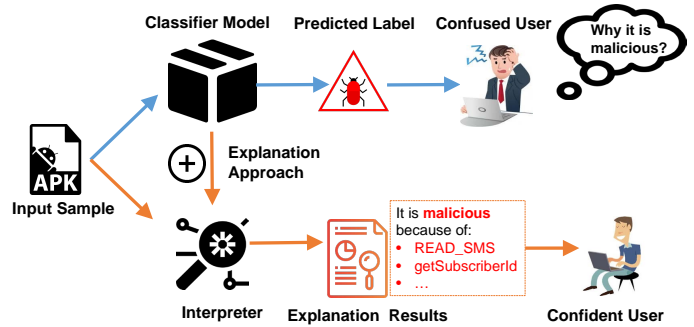 Classifier Model
Predicted Label
Confused User
Why it is
malicious?
APK
Input Sample
Explanation
Approach
It is malicious
because of:
• READ_SMS
• getSubscriberId
• ...
Interpreter
Explanation Results
Confident User